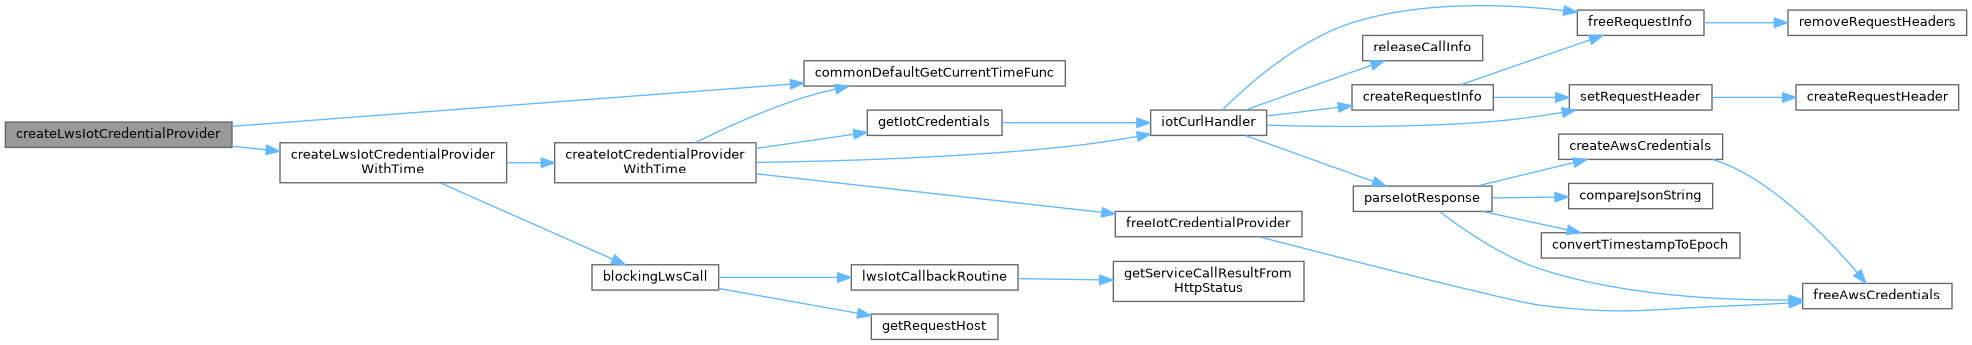 createLwsIotCredentialProvider
createLwsIotCredentialProvider
WithTime
commonDefaultGetCurrentTimeFunc
createIotCredentialProvider
WithTime
getIotCredentials
iotCurlHandler
freeRequestInfo
removeRequestHeaders
releaseCallInfo
createRequestInfo
setRequestHeader
createRequestHeader
parseIotResponse
createAwsCredentials
compareJsonString
convertTimestampToEpoch
freeAwsCredentials
freeIotCredentialProvider
blockingLwsCall
lwsIotCallbackRoutine
getServiceCallResultFrom
HttpStatus
getRequestHost